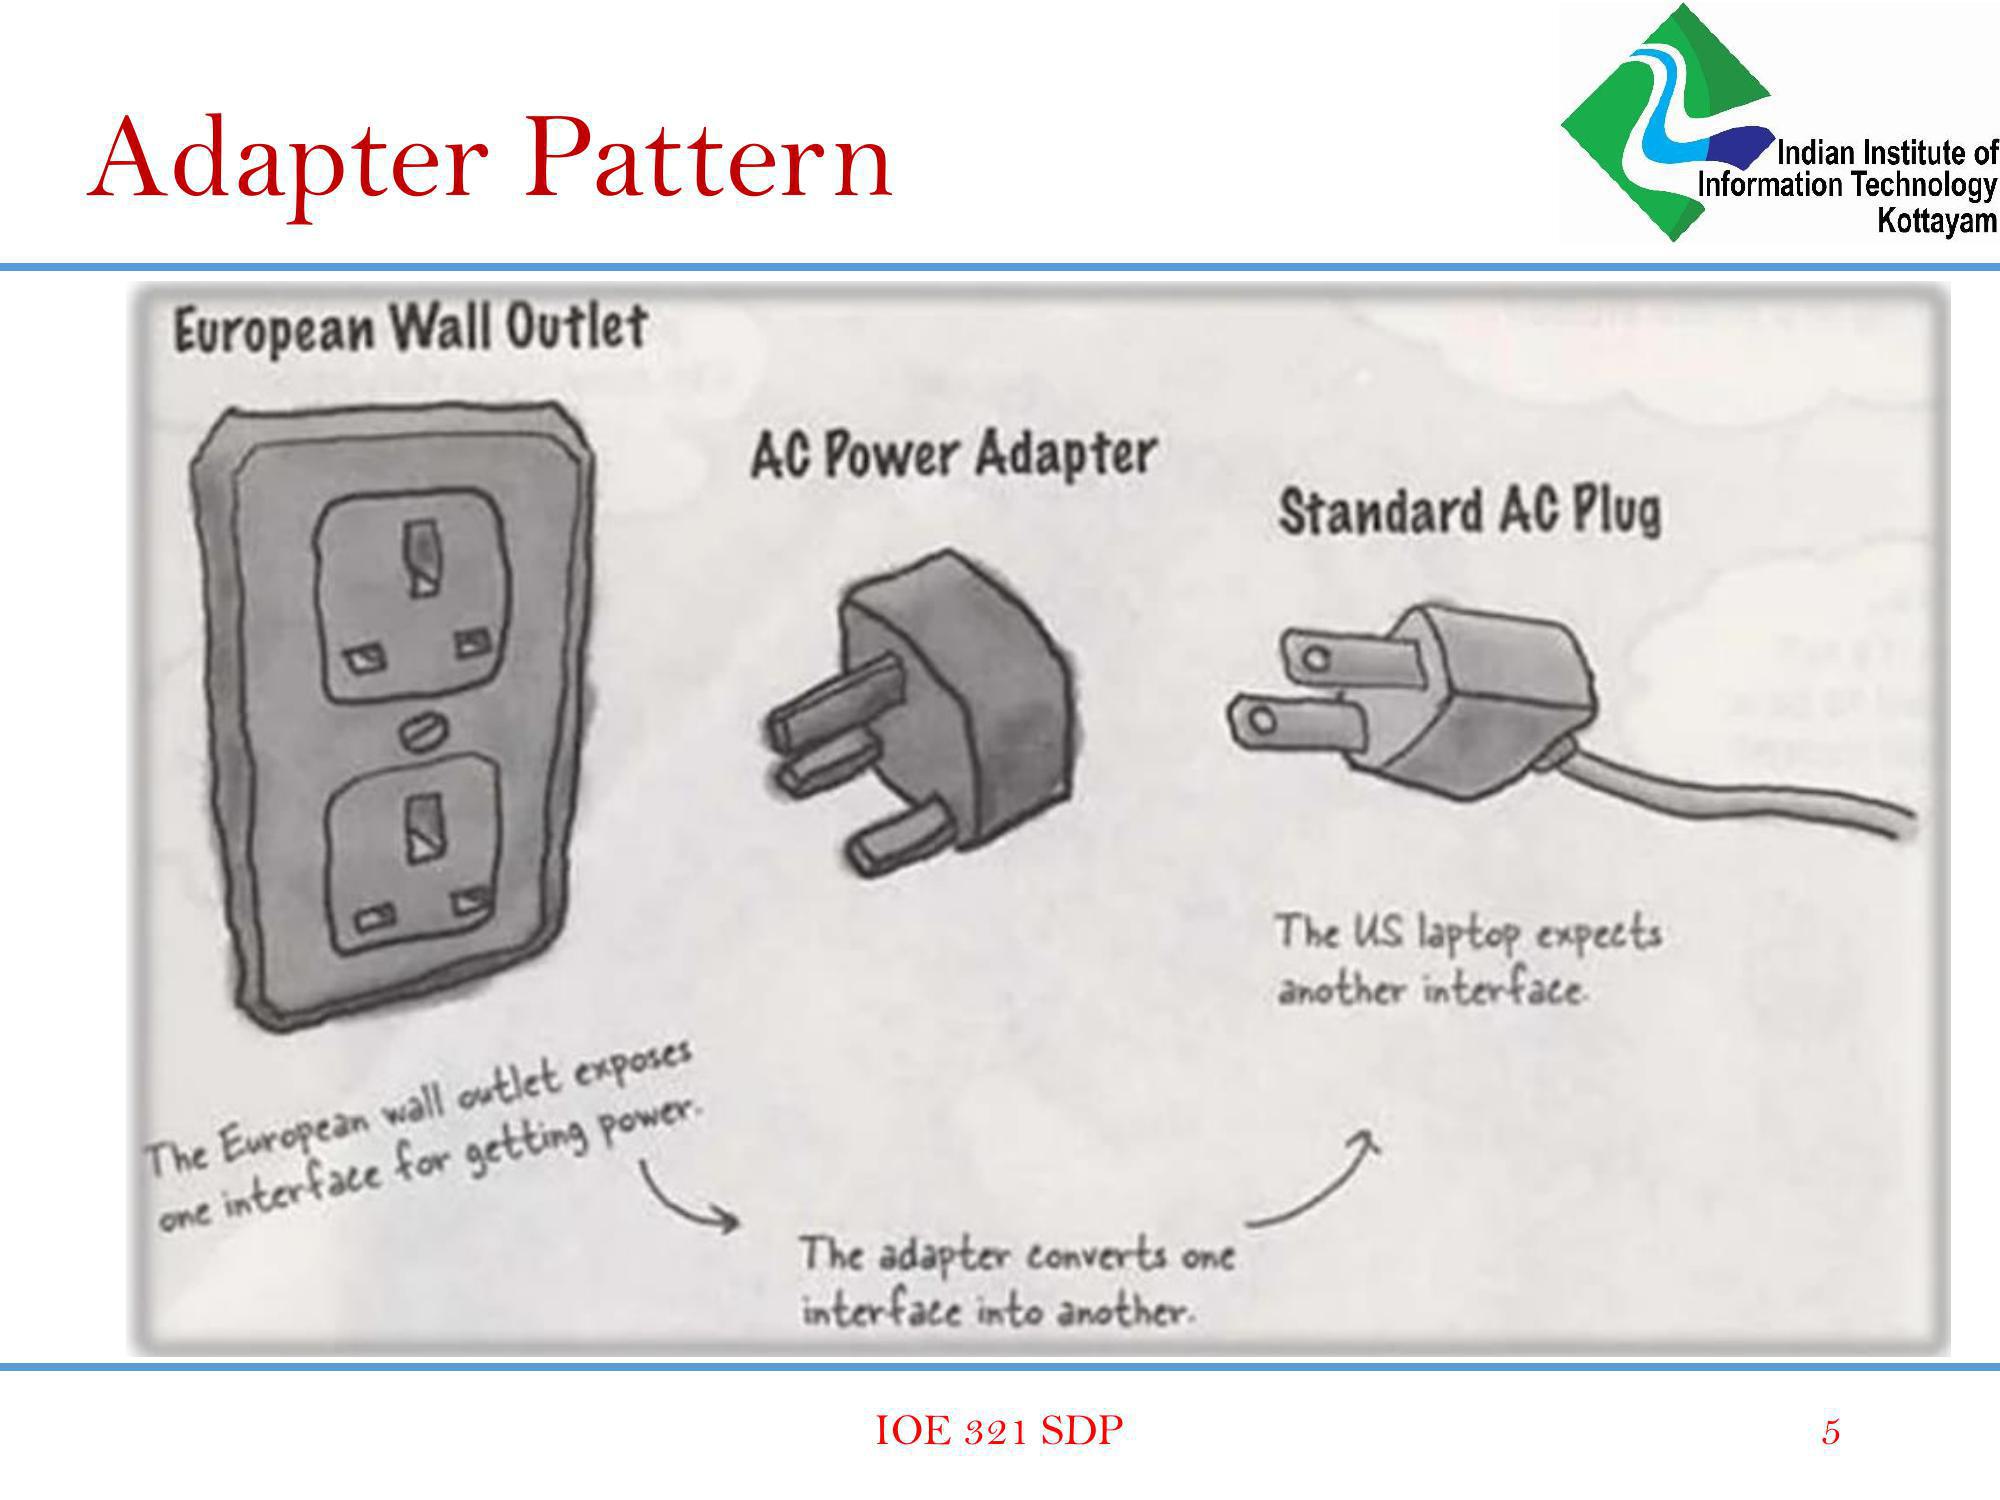 Adapter Pattern
Indian Institute of
Information Technology
Kottayam
European Wall Outlet
AC Power Adapter
Standard AC Plug
The US laptop expects
another interface.
The European wall outlet exposes
one interface for getting power.
The adapter converts one
interface into another.
IOE 321 SDP
5